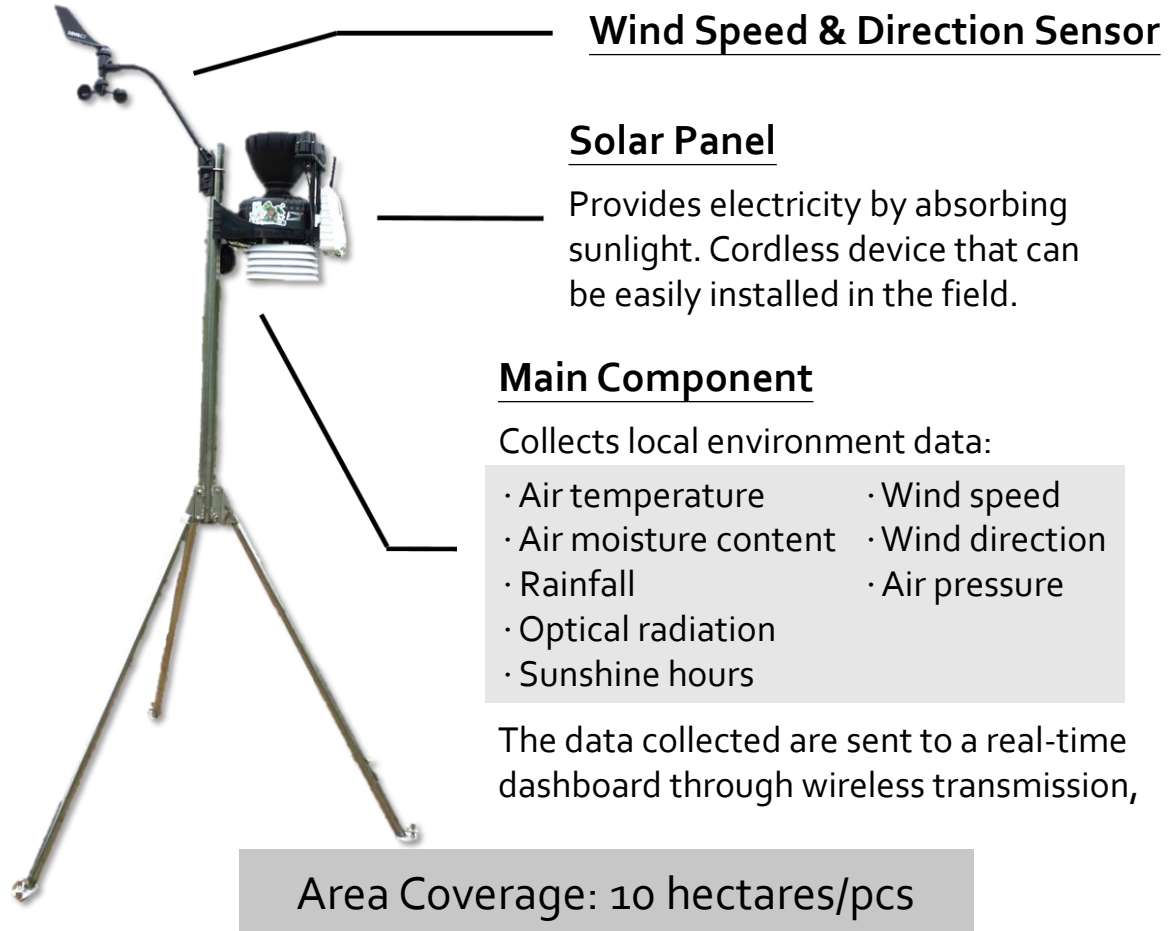 Wind Speed & Direction Sensor
Solar Panel
Provides electricity by absorbing
sunlight. Cordless device that can
be easily installed in the field.
Main Component
Collects local environment data:
· Air temperature
· Air moisture content
· Rainfall
· Optical radiation
· Sunshine hours
· Wind speed
· Wind direction
· Air pressure
The data collected are sent to a real-time
dashboard through wireless transmission,
Area Coverage: 10 hectares/pcs